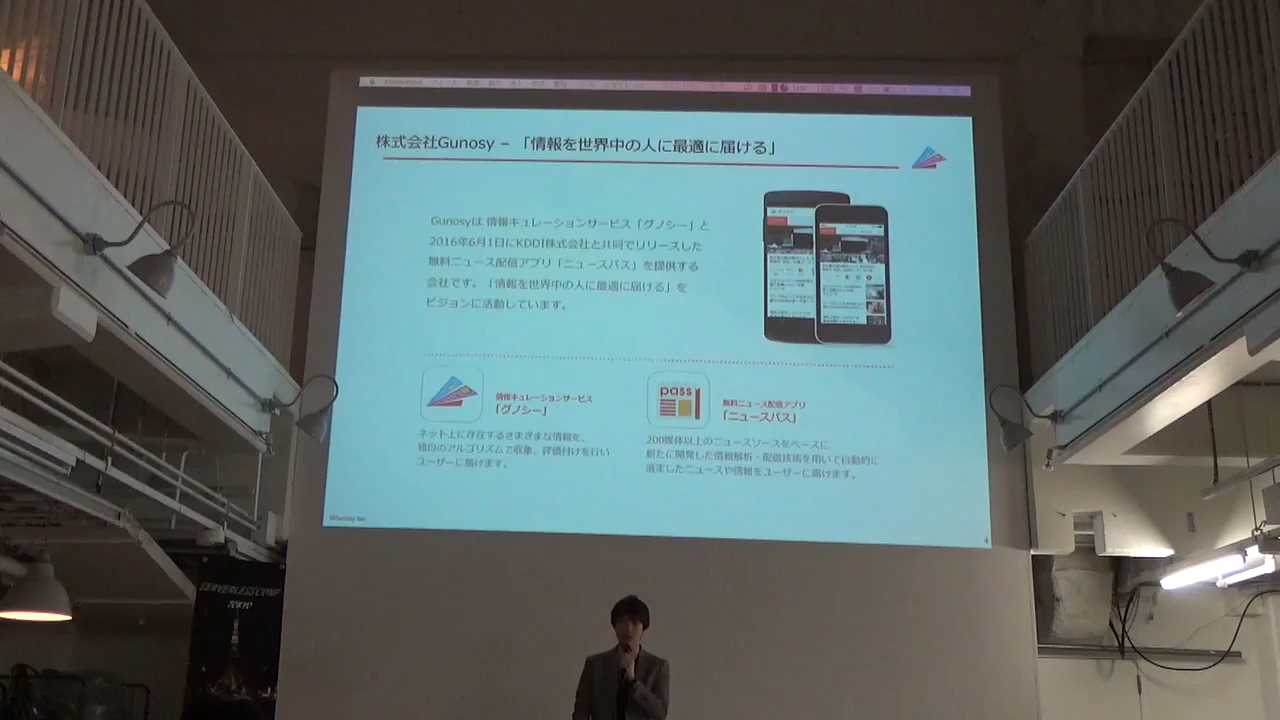 株式会社Gunosy – 「情報を世界中の人に最適に届ける」
Gunosyは 情報キュレーションサービス「グノシー」と
2016年6月1日にKDDI株式会社と共同でリリースした
無料ニュース配信アプリ「ニュースパス」を提供する
会社です。「情報を世界中の人に最適に届ける」を
ビジョンに活動しています。
情報キュレーションサービス
「グノシー」
ネット上に存在するさまざまな情報を、
独自のアルゴリズムで収集、評価付けを行い
ユーザーに届けます。
pass
無料ニュース配信アプリ
「ニュースパス」
200媒体以上のニュースソースをベースに
新たに開発した情報解析・配信技術を用いて自動的に
選定したニュースや情報をユーザーに届けます。
©Gunosy Inc.
4
SERVERLESSCONF
TOKYO